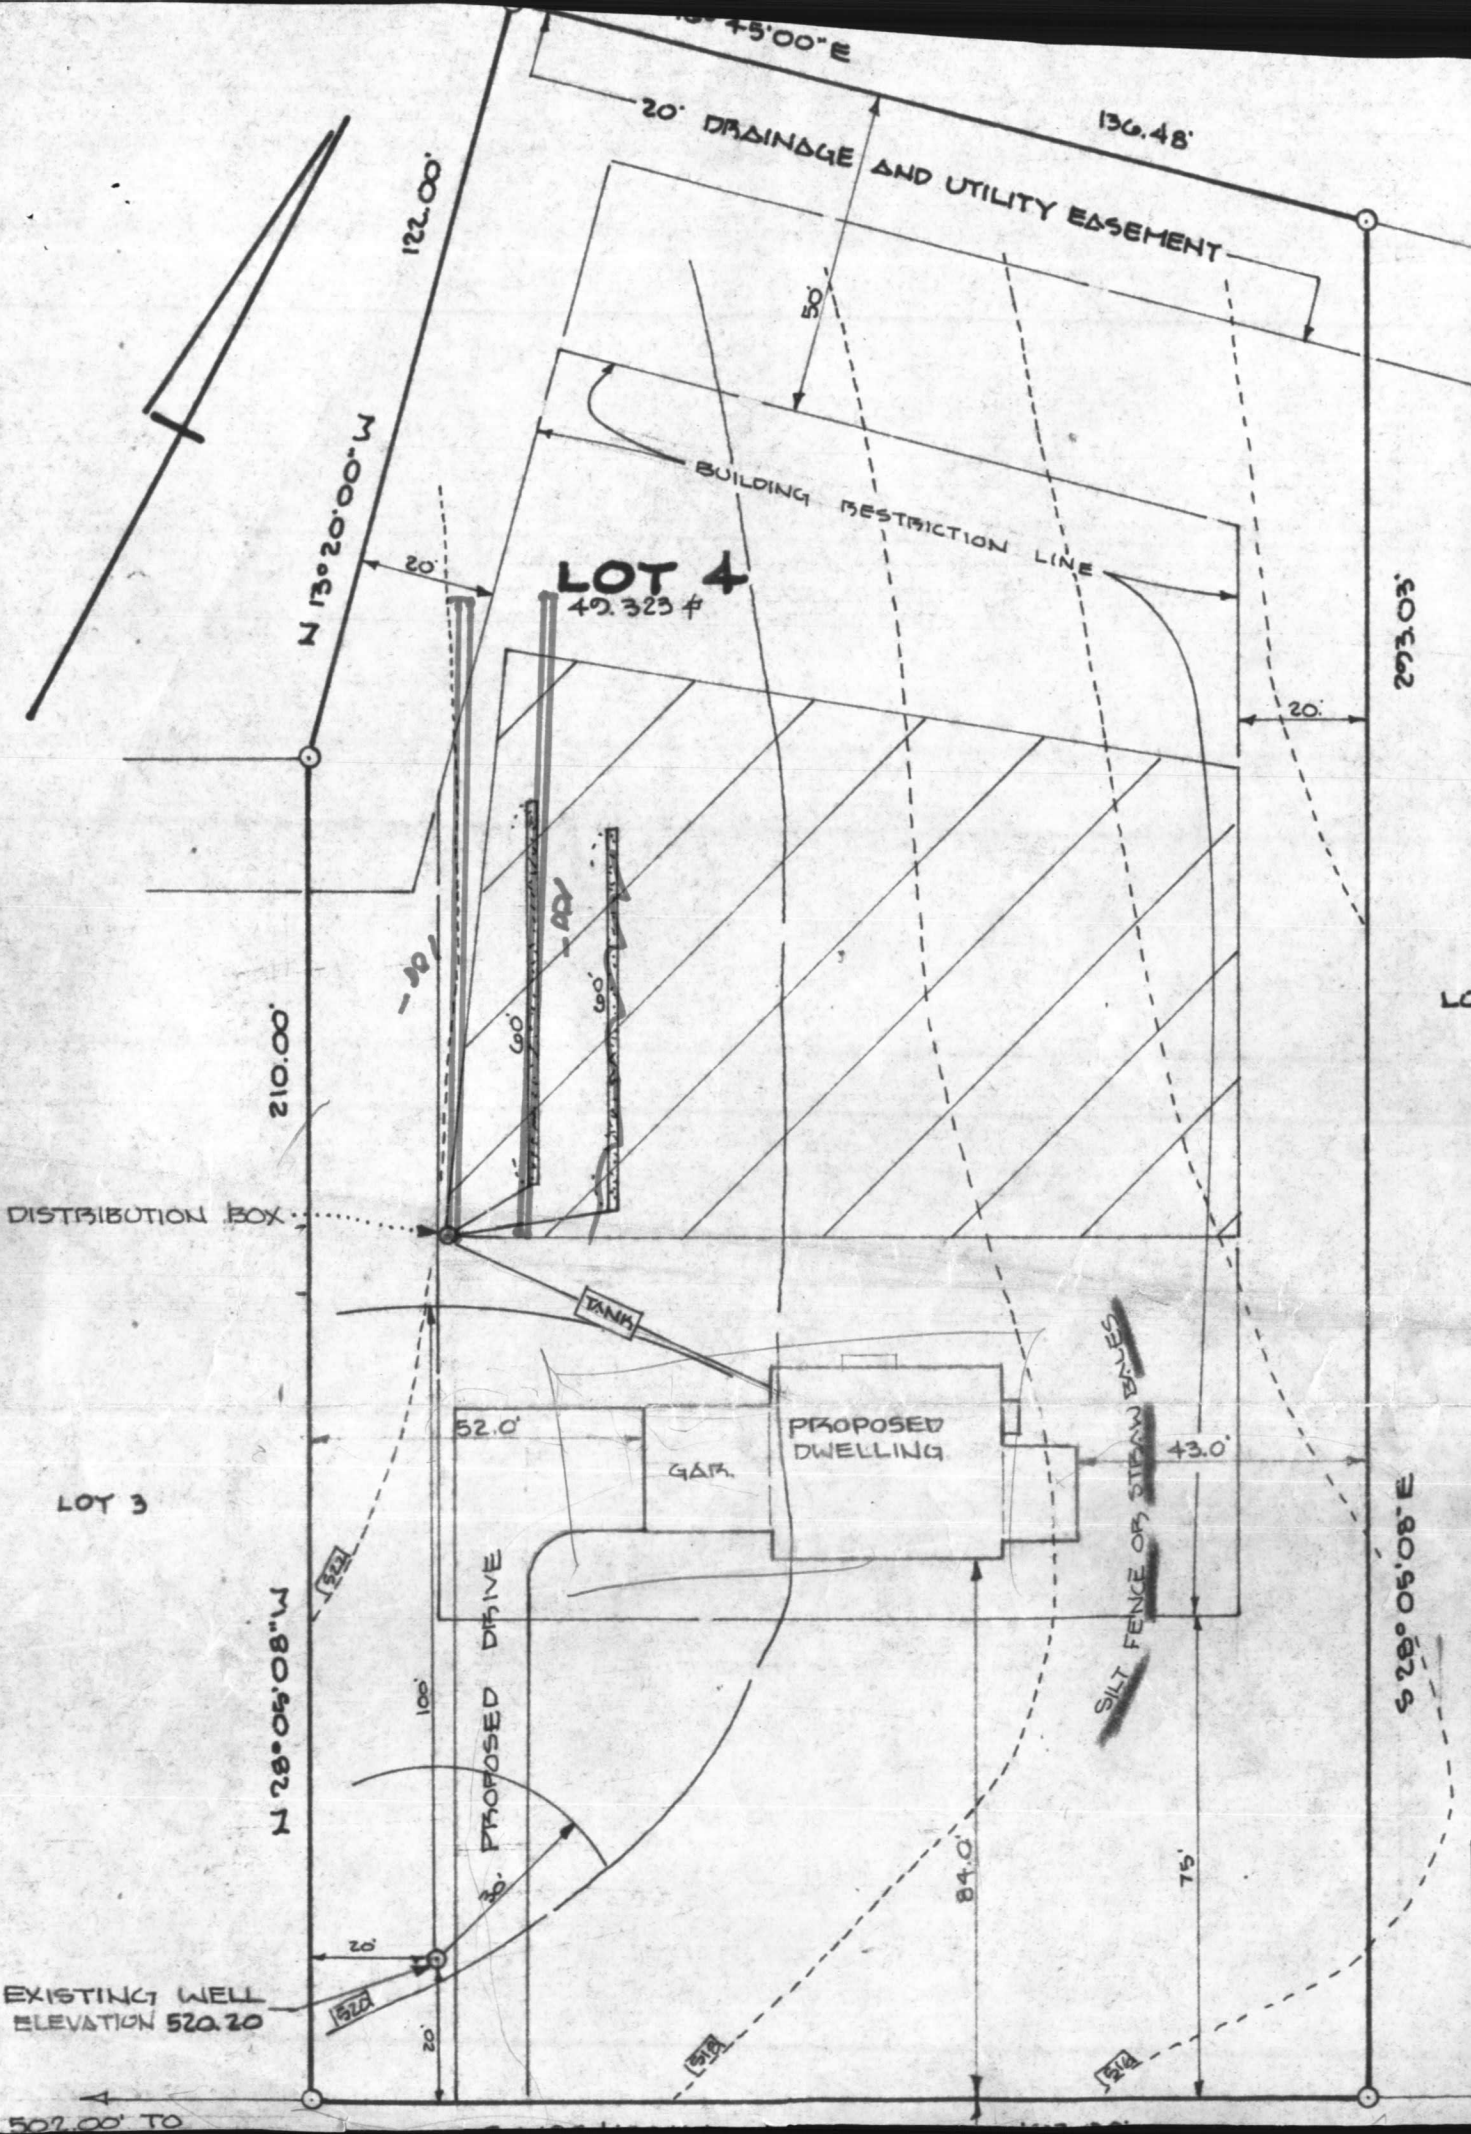 45'00"E
136.48'
20' DRAINAGE AND UTILITY EASEMENT
122.00'
50'
BUILDING RESTRICTION LINE
N 13° 20' 00" W
20'
LOT 4
49,323
293.03'
20'
60'
60'
210.00'
DISTRIBUTION BOX
TANK
52.0'
GAR.
PROPOSED
DWELLING
43.0'
SILT FENCE OR STRAW BALES
LOT 3
522
N 28° 05' 08" W
S 28° 05' 08" E
100'
PROPOSED DRIVE
30'
84.0'
75'
20'
EXISTING WELL
ELEVATION 520.20
520
20'
518
516
502.00' TO